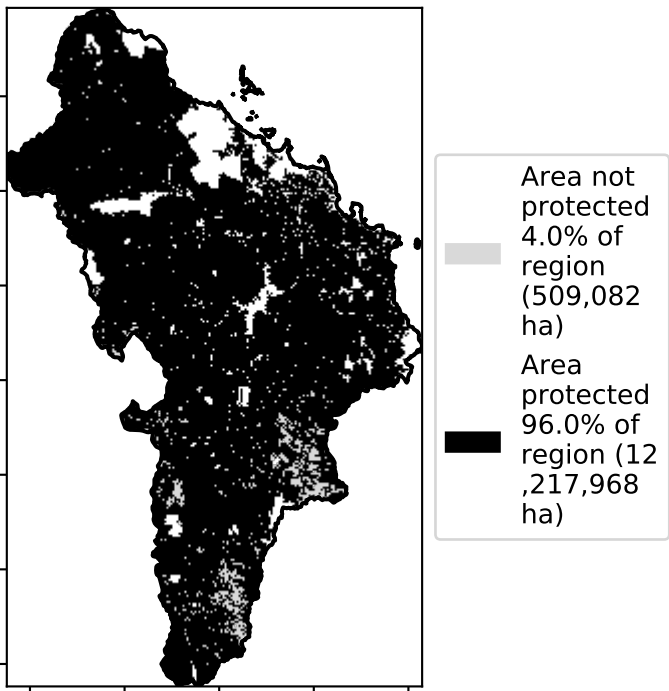 Area not
protected
4.0% of
region
(509,082
ha)
Area
protected
96.0% of
region (12
,217,968
ha)